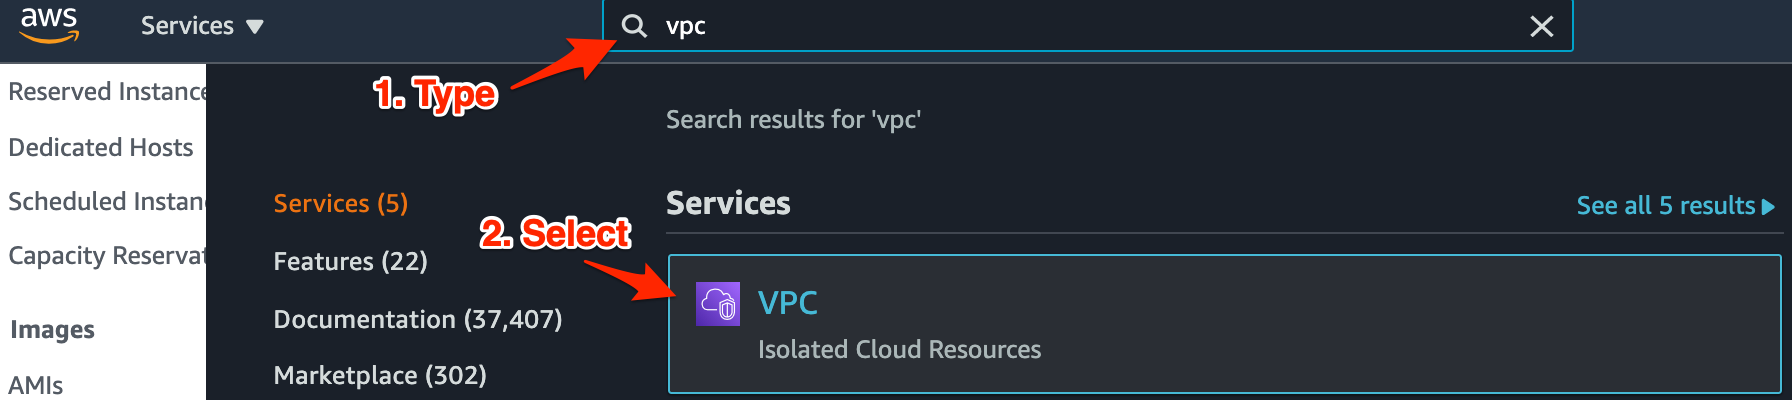 aws
Services
vpc
1. Type
Reserved Instance
Dedicated Hosts
Scheduled Instan
Capacity Reservat
Images
AMIs
Search results for 'vpc'
Services (5)
Features (22)
Documentation (37,407)
Marketplace (302)
2. Select
Services
See all 5 results
VPC
Isolated Cloud Resources